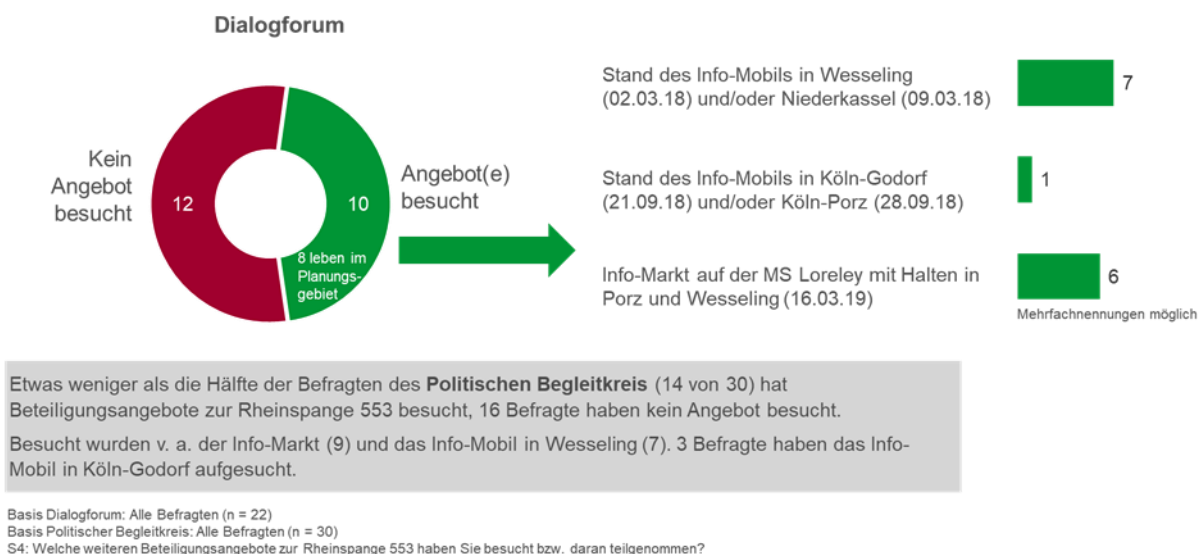 Dialogforum
Kein
Angebot
besucht
12
10
8 leben im
Planungs-
gebiet
Angebot(e)
besucht
Stand des Info-Mobils in Wesseling
(02.03.18) und/oder Niederkassel (09.03.18)
7
Stand des Info-Mobils in Köln-Godorf
(21.09.18) und/oder Köln-Porz (28.09.18)
1
Info-Markt auf der MS Loreley mit Halten in
Porz und Wesseling (16.03.19)
6
Mehrfachnennungen möglich
Etwas weniger als die Hälfte der Befragten des Politischen Begleitkreis (14 von 30) hat
Beteiligungsangebote zur Rheinspange 553 besucht, 16 Befragte haben kein Angebot besucht.
Besucht wurden v. a. der Info-Markt (9) und das Info-Mobil in Wesseling (7). 3 Befragte haben das Info-
Mobil in Köln-Godorf aufgesucht.
Basis Dialogforum: Alle Befragten (n = 22)
Basis Politischer Begleitkreis: Alle Befragten (n = 30)
S4: Welche weiteren Beteiligungsangebote zur Rheinspange 553 haben Sie besucht bzw. daran teilgenommen?